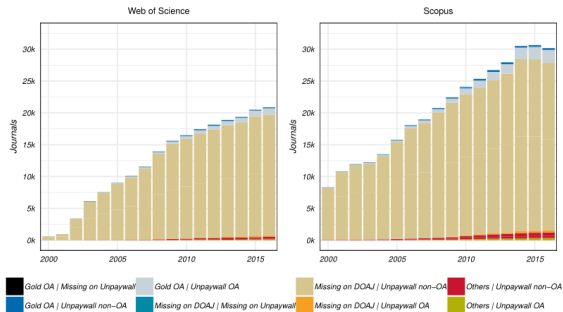 Web of Science
Scopus
30k
25k
20k
15k
10k
5k
0k
Journals
2000
2005
2010
2015
30k
25k
20k
15k
10k
5k
0k
Journals
2000
2005
2010
2015
Gold OA | Missing on Unpaywall
Gold OA | Unpaywall OA
Missing on DOAJ | Unpaywall non-OA
Others | Unpaywall non-OA
Gold OA | Unpaywall non-OA
Missing on DOAJ | Missing on Unpaywall
Missing on DOAJ | Unpaywall OA
Others | Unpaywall OA